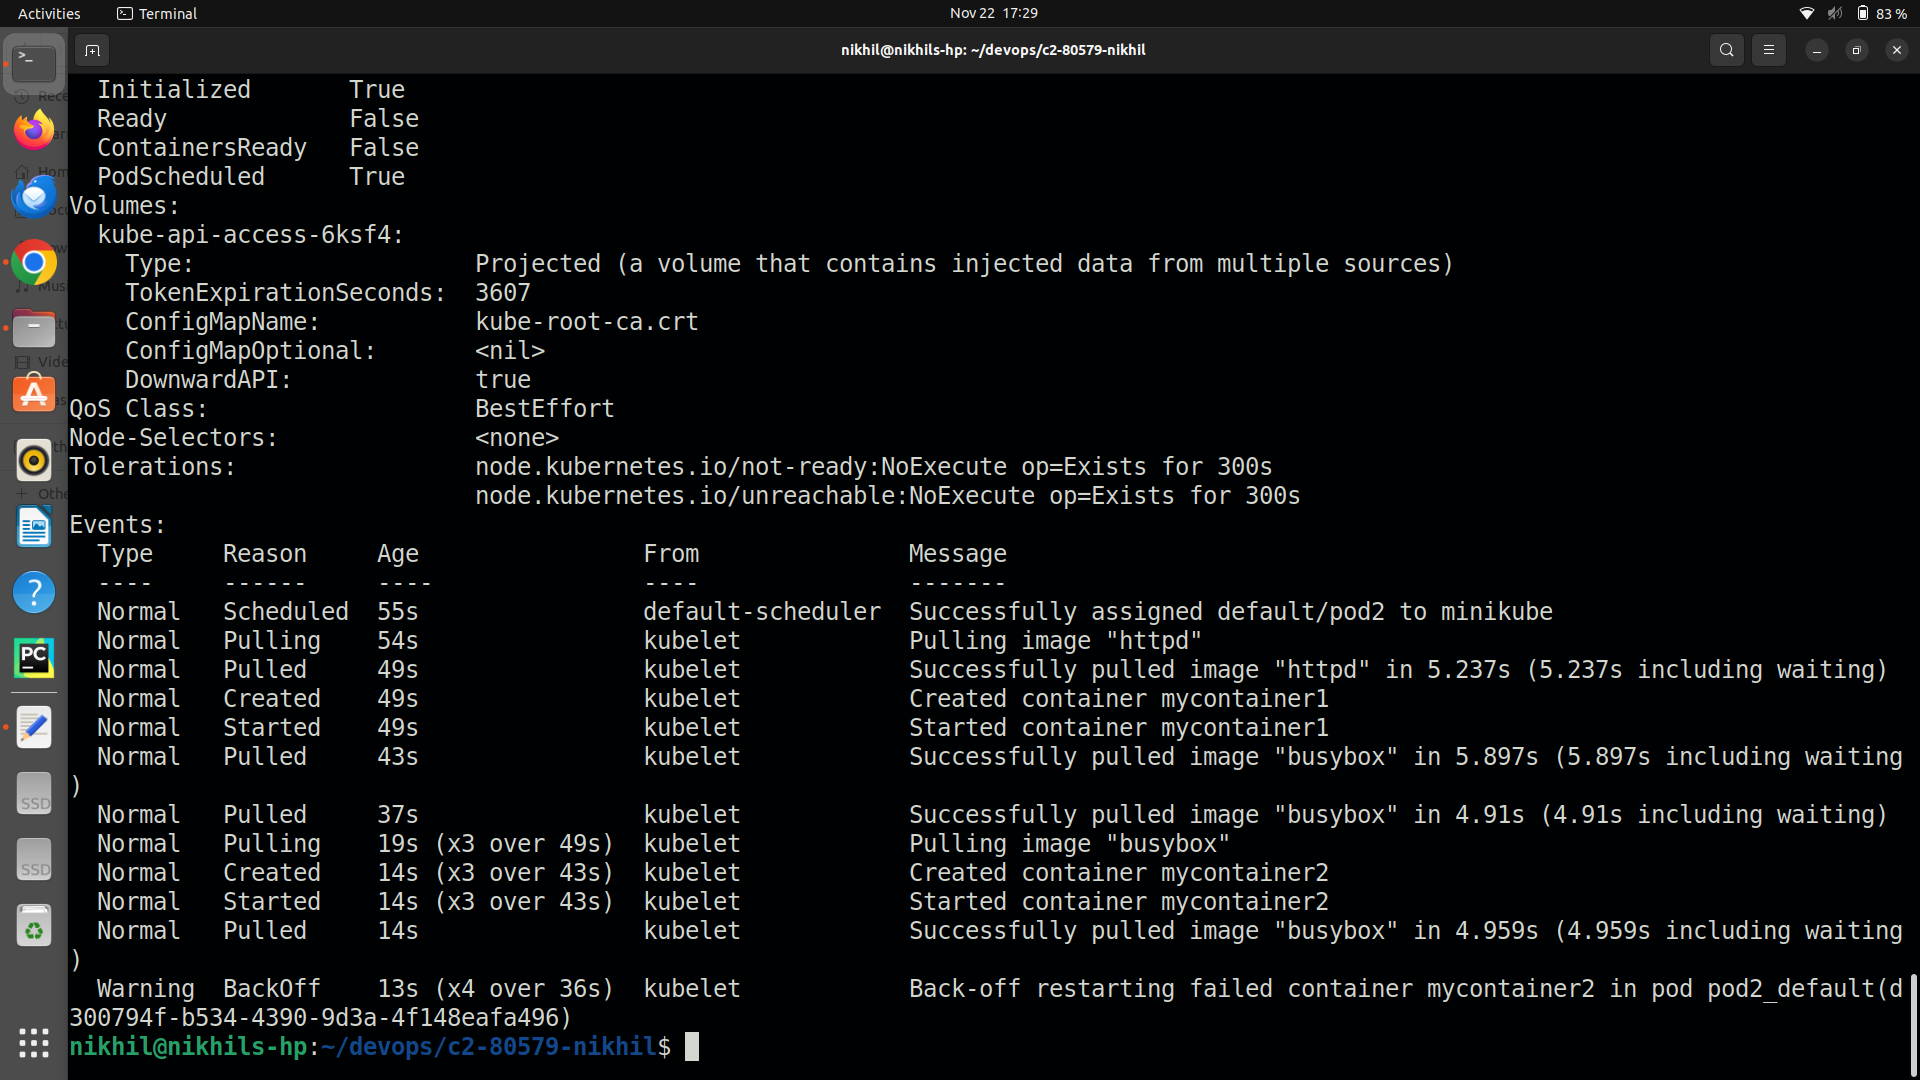 Activities Terminal Nov 22 17:29 83 %
nikhil@nikhils-hp: ~/devops/c2-80579-nikhil
Initialized True
Ready False
ContainersReady False
PodScheduled True
Volumes:
kube-api-access-6ksf4:
Type: Projected (a volume that contains injected data from multiple sources)
TokenExpirationSeconds: 3607
ConfigMapName: kube-root-ca.crt
ConfigMapOptional: <nil>
DownwardAPI: true
QoS Class: BestEffort
Node-Selectors: <none>
Tolerations: node.kubernetes.io/not-ready:NoExecute op=Exists for 300s
node.kubernetes.io/unreachable:NoExecute op=Exists for 300s
Events:
Type Reason Age From Message
---- ------ ---- ---- -------
Normal Scheduled 55s default-scheduler Successfully assigned default/pod2 to minikube
Normal Pulling 54s kubelet Pulling image "httpd"
Normal Pulled 49s kubelet Successfully pulled image "httpd" in 5.237s (5.237s including waiting)
Normal Created 49s kubelet Created container mycontainer1
Normal Started 49s kubelet Started container mycontainer1
Normal Pulled 43s kubelet Successfully pulled image "busybox" in 5.897s (5.897s including waiting
)
Normal Pulled 37s kubelet Successfully pulled image "busybox" in 4.91s (4.91s including waiting)
Normal Pulling 19s (x3 over 49s) kubelet Pulling image "busybox"
Normal Created 14s (x3 over 43s) kubelet Created container mycontainer2
Normal Started 14s (x3 over 43s) kubelet Started container mycontainer2
Normal Pulled 14s kubelet Successfully pulled image "busybox" in 4.959s (4.959s including waiting
)
Warning BackOff 13s (x4 over 36s) kubelet Back-off restarting failed container mycontainer2 in pod pod2_default(d
300794f-b534-4390-9d3a-4f148eafa496)
nikhil@nikhils-hp:~/devops/c2-80579-nikhil$
PC
SSD
SSD